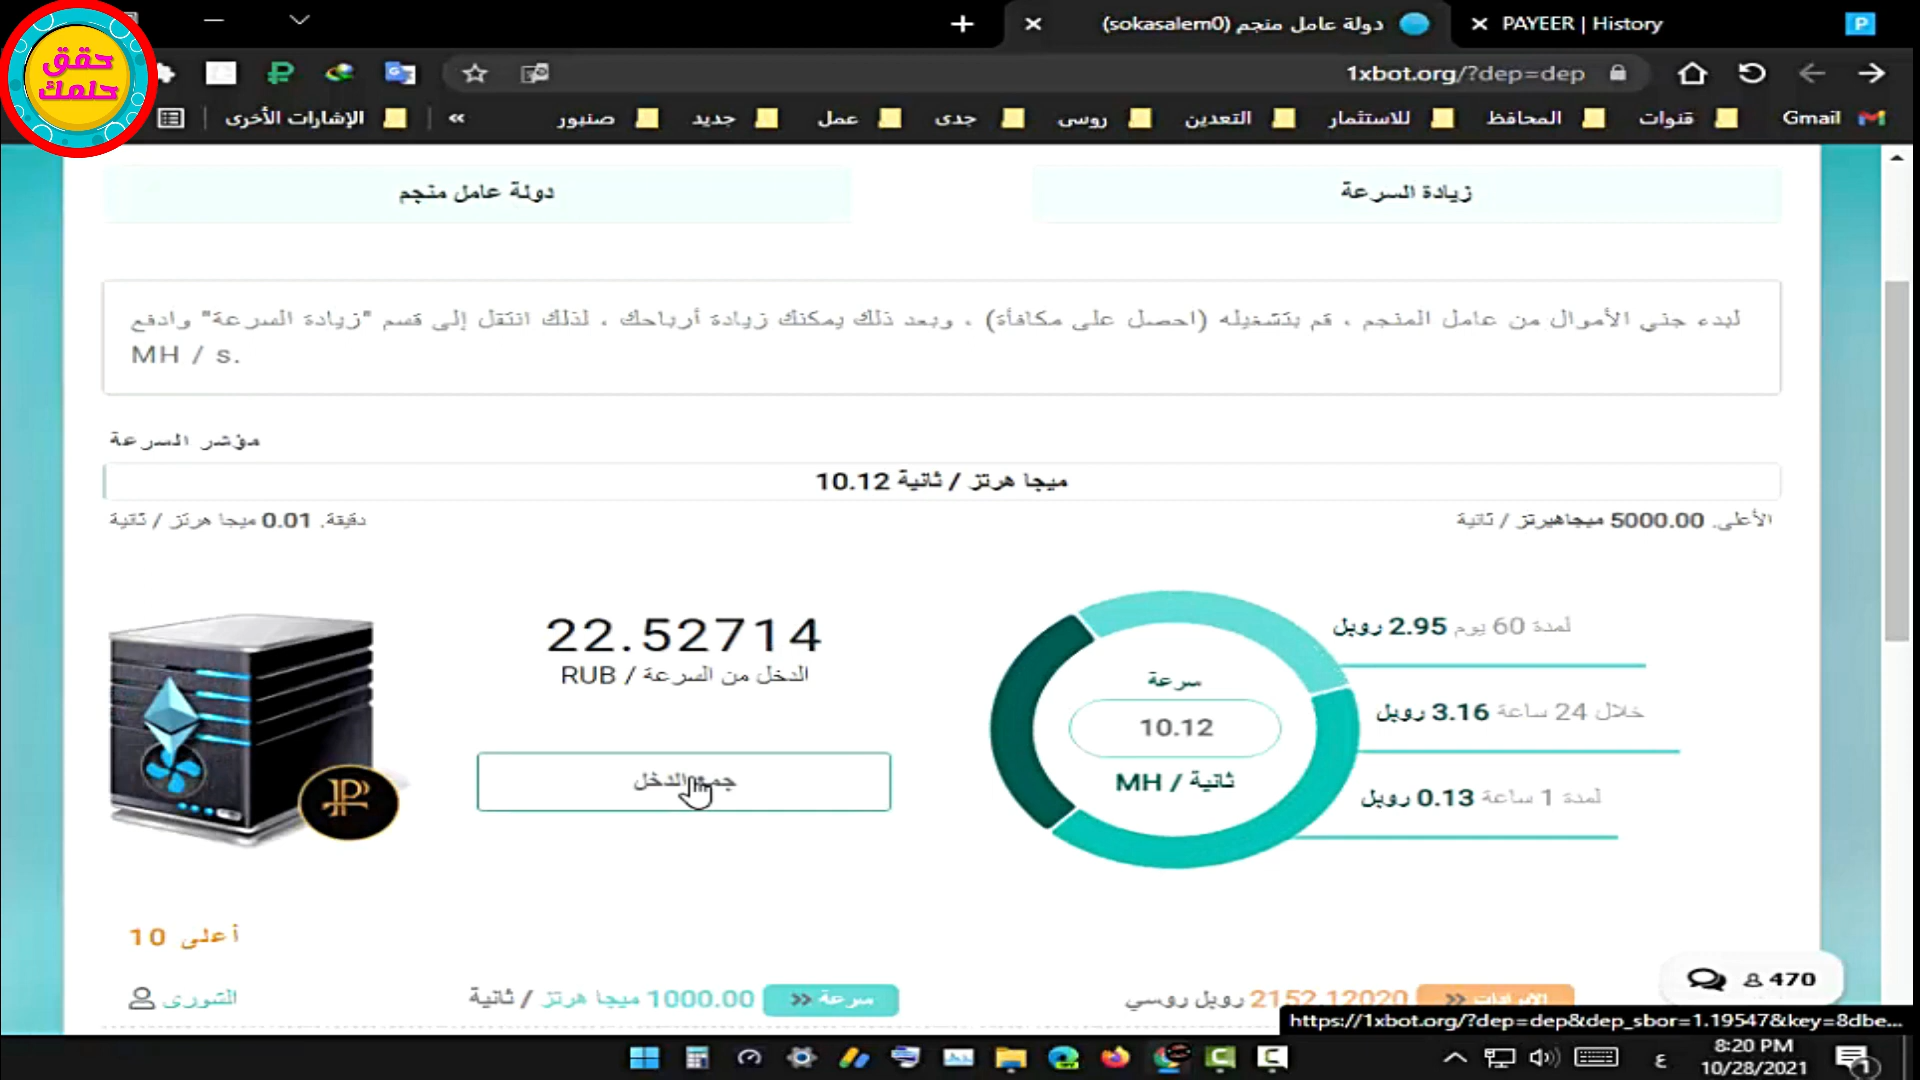 حقق
حلمك
دولة عامل منجم (sokasalem0)
PAYEER | History
P
1xbot.org/?dep=dep
Gmail
قنوات
المحافظ
للاستثمار
التعدين
روسى
جدى
عمل
جديد
صنبور
»
الإشارات الأخرى
زيادة السرعة
دولة عامل منجم
لبدء جني الأموال من عامل المنجم ، قم بتشغيله (احصل على مكافأة) ، وبعد ذلك يمكنك زيادة أرباحك ، لذلك انتقل إلى قسم "زيادة السرعة" وادفع
MH / s.
مؤشر السرعة
ميجا هرتز / ثانية 10.12
الأعلى. 5000.00 ميجاهيرتز / ثانية
دقيقة. 0.01 ميجا هرتز / ثانية
22.52714
الدخل من السرعة / RUB
جمع الدخل
سرعة
10.12
ثانية / MH
لمدة 60 يوم 2.95 روبل
خلال 24 ساعة 3.16 روبل
لمدة 1 ساعة 0.13 روبل
أعلى 10
الشورى
سرعة »
1000.00 ميجا هرتز / ثانية
2152.12020 روبل روسي
470
https://1xbot.org/?dep=dep&dep_sbor=1.19547&key=8dbe...
ع
8:20 PM
10/28/2021
1